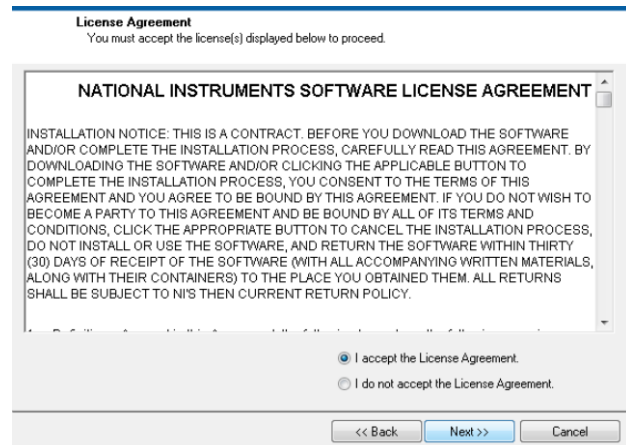 License Agreement
You must accept the license(s) displayed below to proceed.
NATIONAL INSTRUMENTS SOFTWARE LICENSE AGREEMENT
INSTALLATION NOTICE: THIS IS A CONTRACT. BEFORE YOU DOWNLOAD THE SOFTWARE
AND/OR COMPLETE THE INSTALLATION PROCESS, CAREFULLY READ THIS AGREEMENT. BY
DOWNLOADING THE SOFTWARE AND/OR CLICKING THE APPLICABLE BUTTON TO
COMPLETE THE INSTALLATION PROCESS, YOU CONSENT TO THE TERMS OF THIS
AGREEMENT AND YOU AGREE TO BE BOUND BY THIS AGREEMENT. IF YOU DO NOT WISH TO
BECOME A PARTY TO THIS AGREEMENT AND BE BOUND BY ALL OF ITS TERMS AND
CONDITIONS, CLICK THE APPROPRIATE BUTTON TO CANCEL THE INSTALLATION PROCESS,
DO NOT INSTALL OR USE THE SOFTWARE, AND RETURN THE SOFTWARE WITHIN THIRTY
(30) DAYS OF RECEIPT OF THE SOFTWARE (WITH ALL ACCOMPANYING WRITTEN MATERIALS,
ALONG WITH THEIR CONTAINERS) TO THE PLACE YOU OBTAINED THEM. ALL RETURNS
SHALL BE SUBJECT TO NI'S THEN CURRENT RETURN POLICY.
I accept the License Agreement.
I do not accept the License Agreement.
<< Back Next >> Cancel